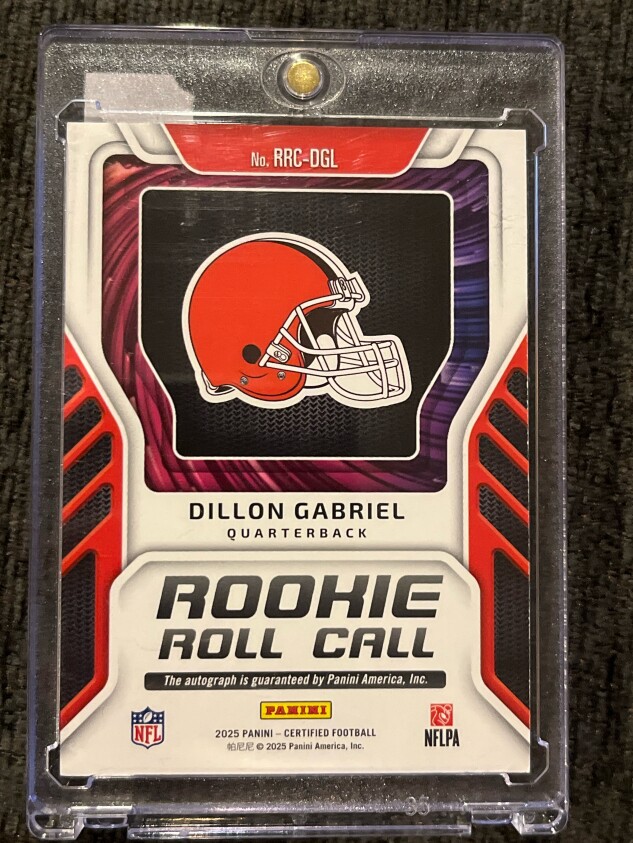 No. RRC-DGL
DILLON GABRIEL
QUARTERBACK
ROOKIE
ROLL CALL
The autograph is guaranteed by Panini America, Inc.
PANINI
NFL
2025 PANINI – CERTIFIED FOOTBALL
帕尼尼 © 2025 Panini America, Inc.
NFLPA